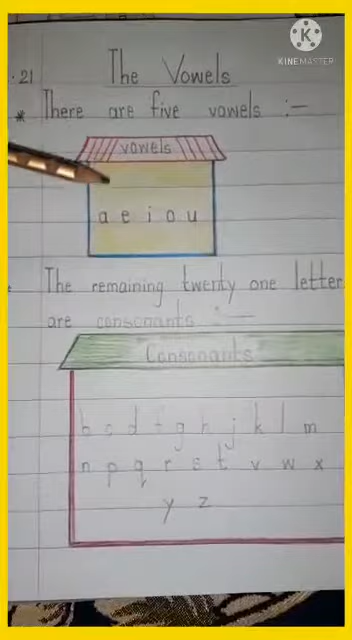 K
KINEMASTER
21 The Vowels
* There are five vowels :-
vowels
a e i o u
The remaining twenty one letter
are consonants :-
Consonants
b c d f g h j k l m
n p q r s t v w x
y z